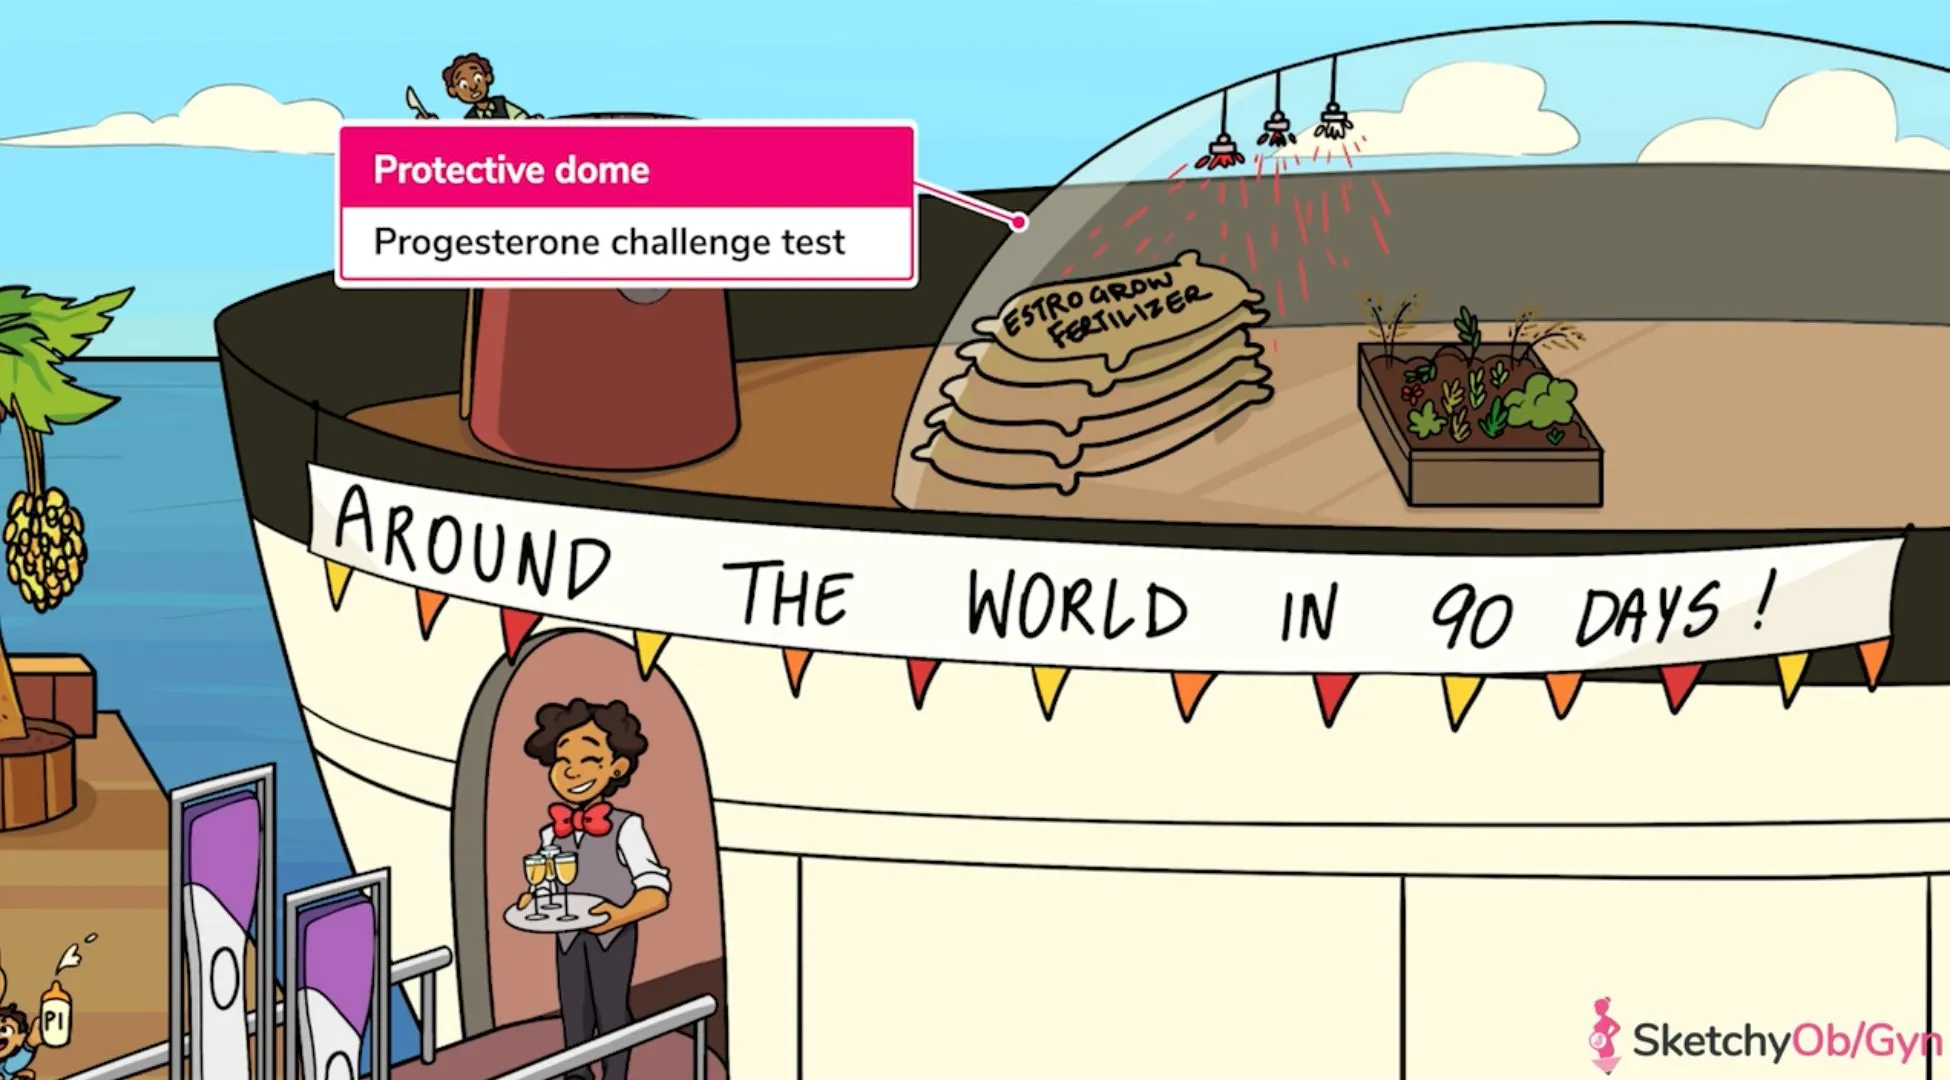 Protective dome
Progesterone challenge test
ESTRO GROW
FERTILIZER
AROUND THE WORLD IN 90 DAYS!
PI
SketchyOb/Gyn